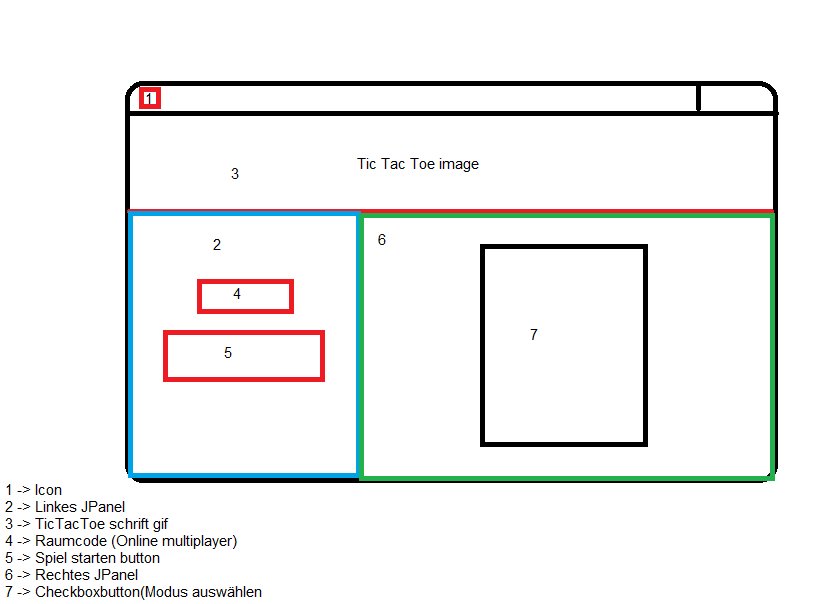 1
Tic Tac Toe image
3
2
6
4
7
5
1 -> Icon
2 -> Linkes JPanel
3 -> TicTacToe schrift gif
4 -> Raumcode (Online multiplayer)
5 -> Spiel starten button
6 -> Rechtes JPanel
7 -> Checkboxbutton(Modus auswählen